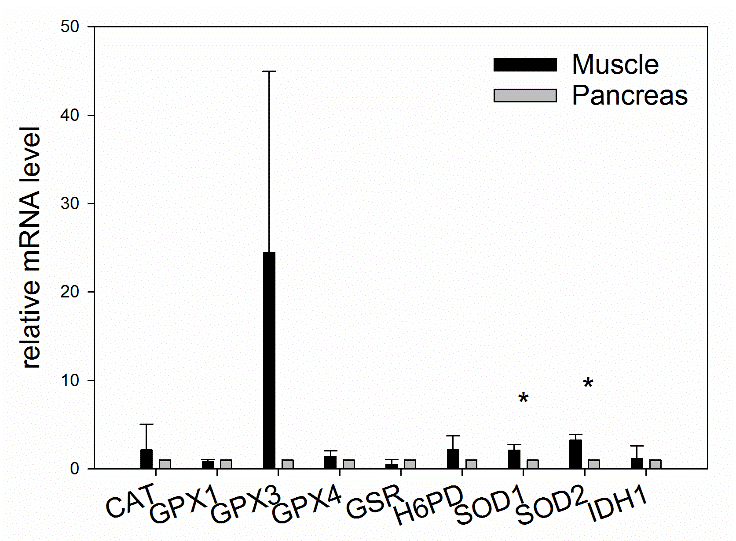 50
40
30
20
10
0
relative mRNA level
Muscle
Pancreas
*
*
CAT
GPX1
GPX3
GPX4
GSR
H6PD
SOD1
SOD2
IDH1